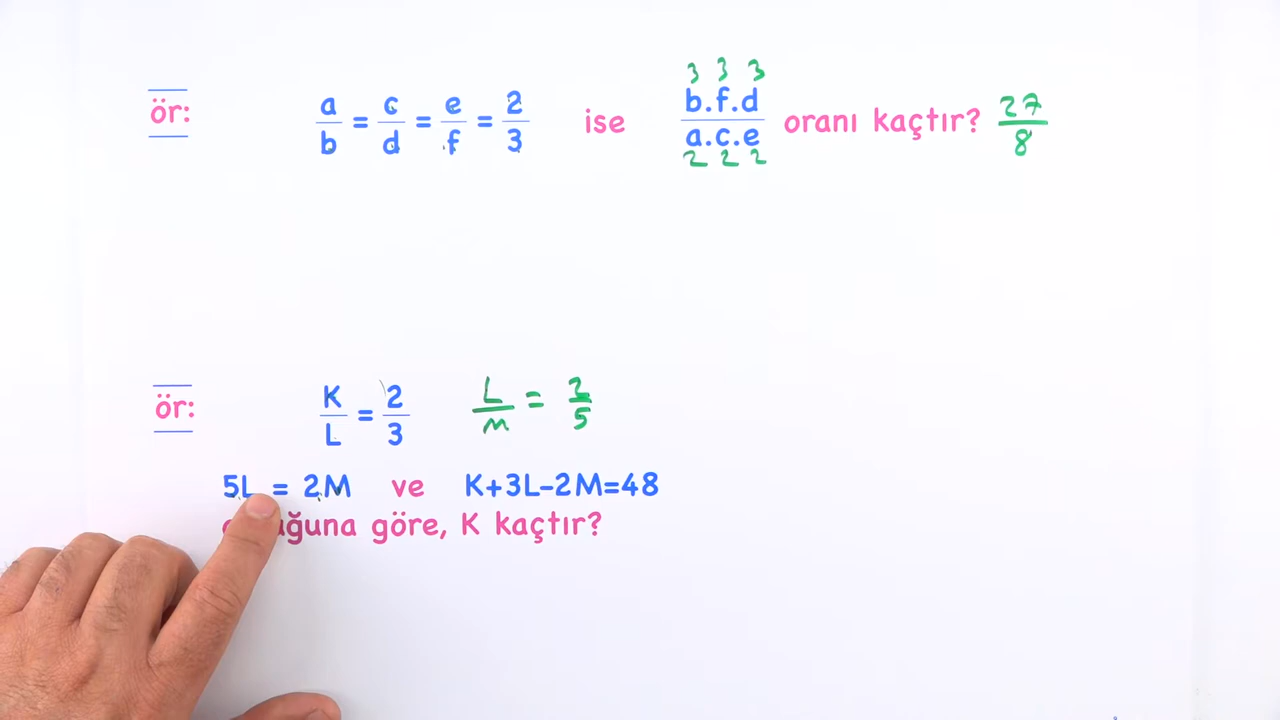 ör: a/b = c/d = e/f = 2/3 ise b.f.d/a.c.e oranı kaçtır? 27/8
3 3 3
2 2 2
ör: K/L = 2/3 L/m = 2/5
5L = 2M ve K+3L-2M=48
göre, K kaçtır?